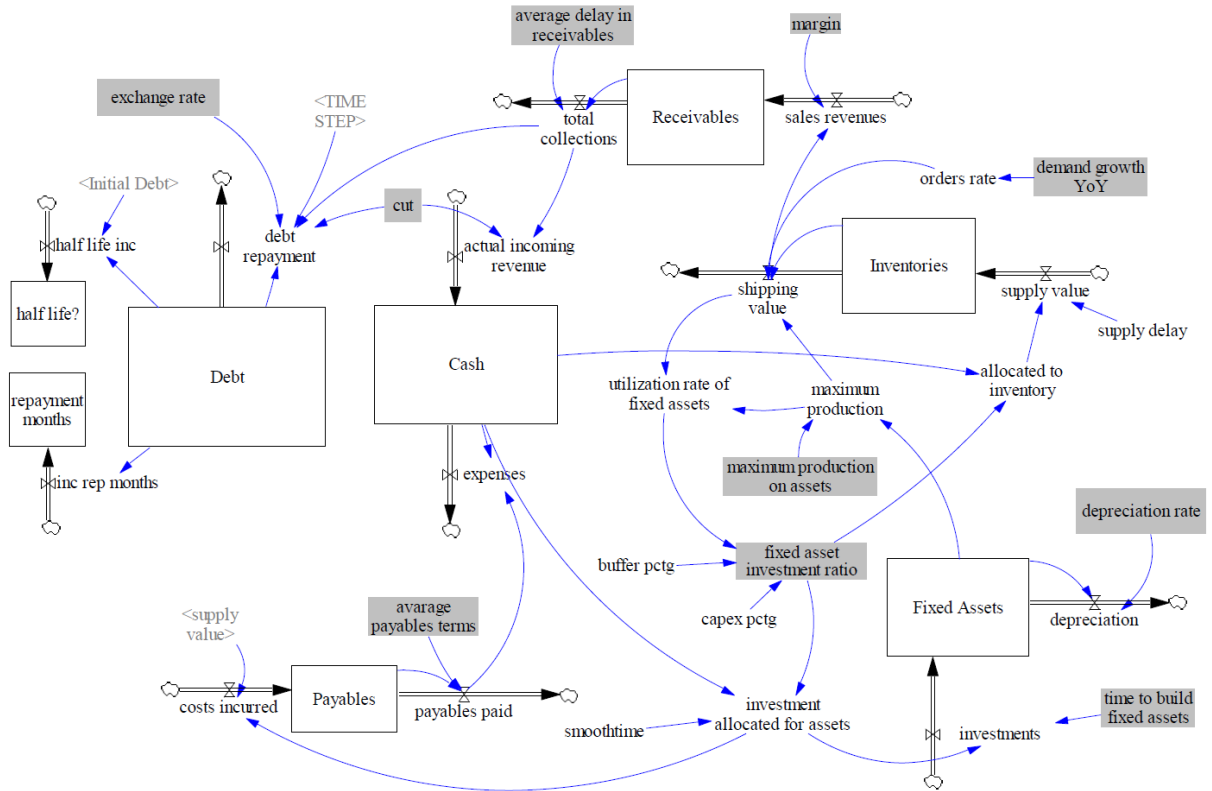 average delay in
receivables
margin
exchange rate
<TIME
STEP>
total
collections
Receivables
sales revenues
<Initial Debt>
cut
orders rate
demand growth
YoY
half life inc
debt
repayment
actual incoming
revenue
Inventories
half life?
shipping
value
supply value
supply delay
Debt
Cash
repayment
months
utilization rate of
fixed assets
maximum
production
allocated to
inventory
inc rep months
expenses
maximum production
on assets
depreciation rate
buffer pctg
fixed asset
investment ratio
capex pctg
Fixed Assets
depreciation
<supply
value>
avarage
payables terms
costs incurred
Payables
payables paid
smoothtime
investment
allocated for assets
investments
time to build
fixed assets